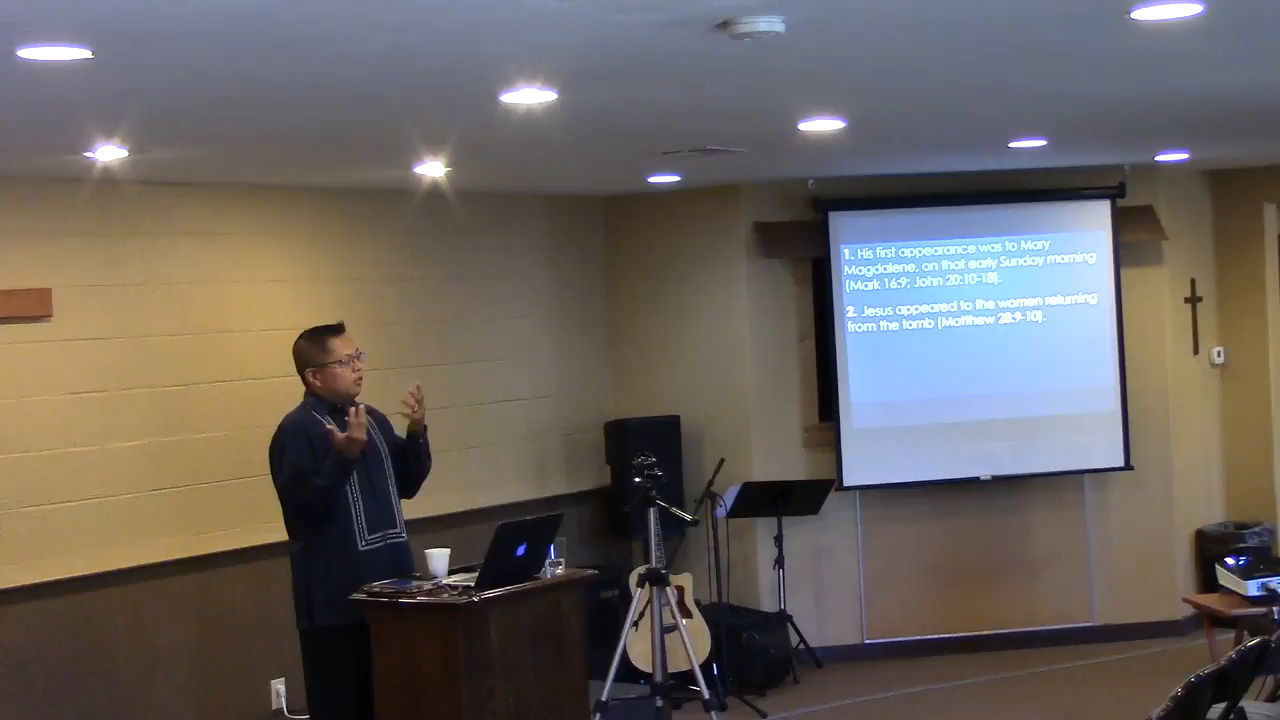 1. His first appearance was to Mary
Magdalene, on that early Sunday morning
(Mark 16:9; John 20:10-18).
2. Jesus appeared to the women returning
from the tomb (Matthew 28:9-10).